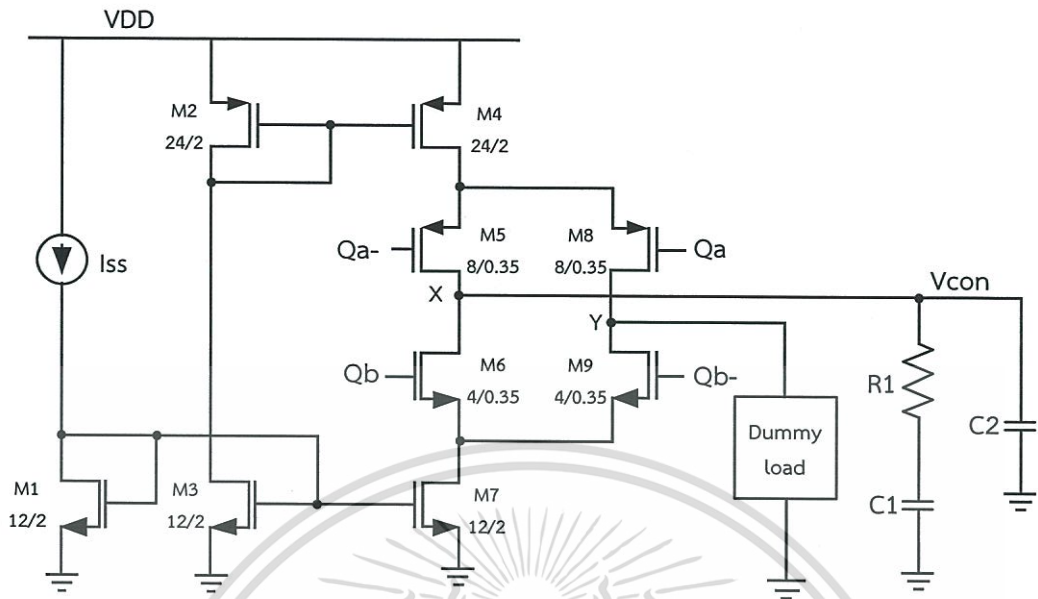 VDD
M2
24/2
M4
24/2
Iss
Qa-
M5
8/0.35
M8
8/0.35
Qa
X
Vcon
Y
Qb
M6
4/0.35
M9
4/0.35
Qb-
R1
C2
Dummy
load
M1
12/2
M3
12/2
M7
12/2
C1